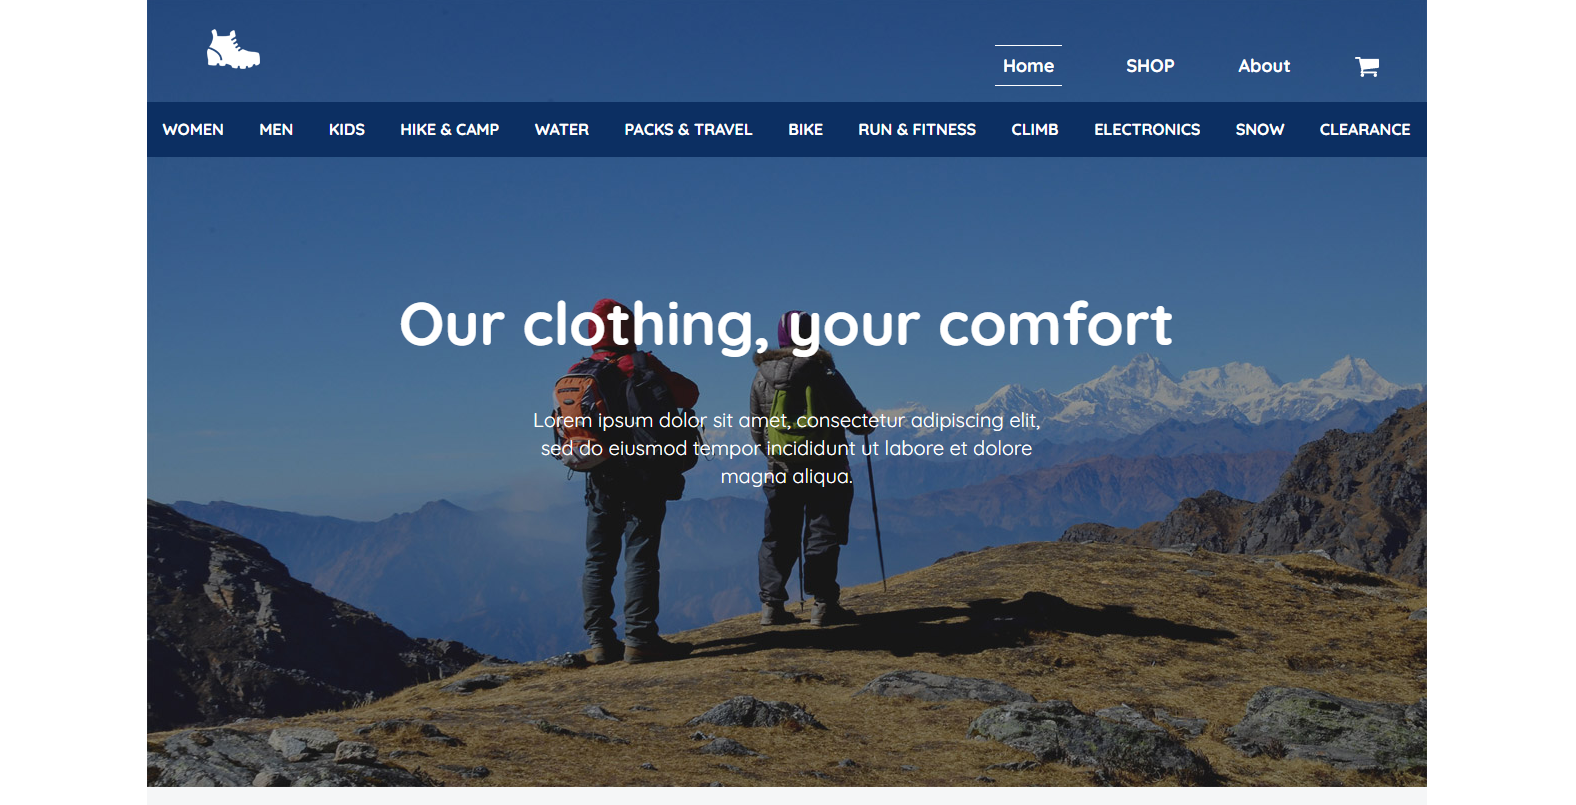 Home SHOP About
WOMEN MEN KIDS HIKE & CAMP WATER PACKS & TRAVEL BIKE RUN & FITNESS CLIMB ELECTRONICS SNOW CLEARANCE
Our clothing, your comfort
Lorem ipsum dolor sit amet, consectetur adipiscing elit,
sed do eiusmod tempor incididunt ut labore et dolore
magna aliqua.